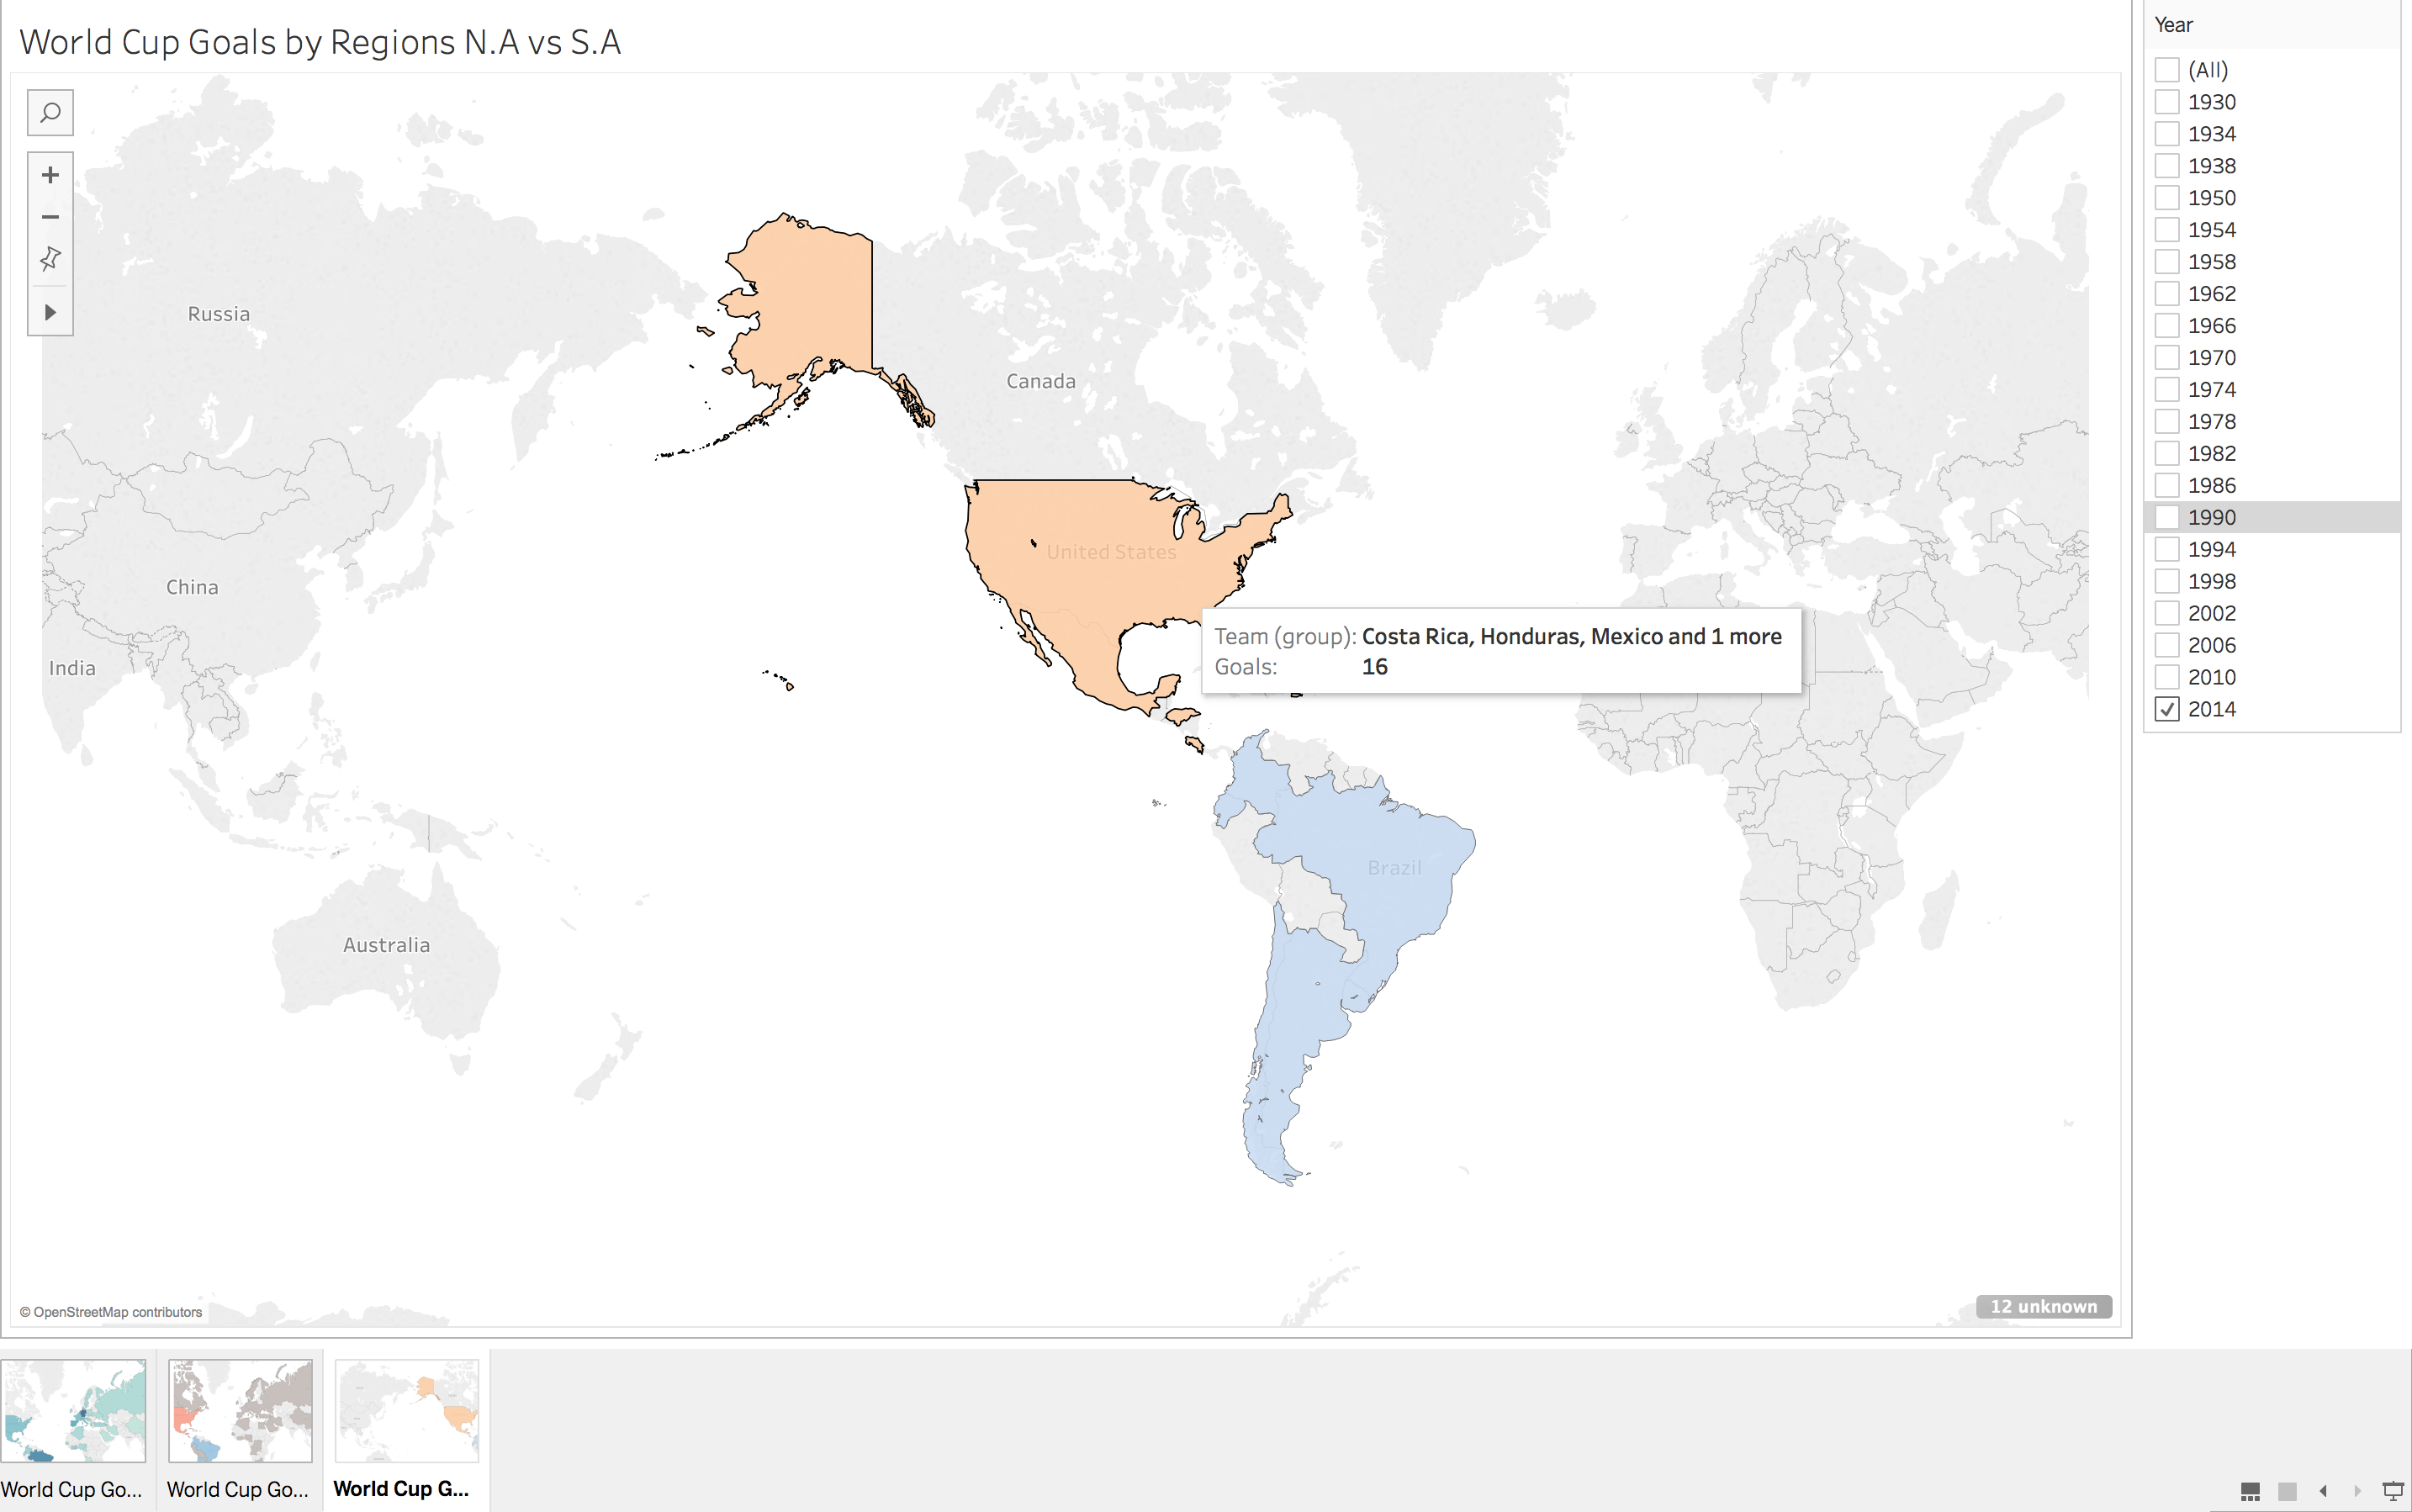 World Cup Goals by Regions N.A vs S.A
Russia
Canada
United States
China
India
Team (group): Costa Rica, Honduras, Mexico and 1 more
Goals: 16
Brazil
Australia
© OpenStreetMap contributors
12 unknown
Year
(All)
1930
1934
1938
1950
1954
1958
1962
1966
1970
1974
1978
1982
1986
1990
1994
1998
2002
2006
2010
2014
World Cup Go...
World Cup Go...
World Cup G...